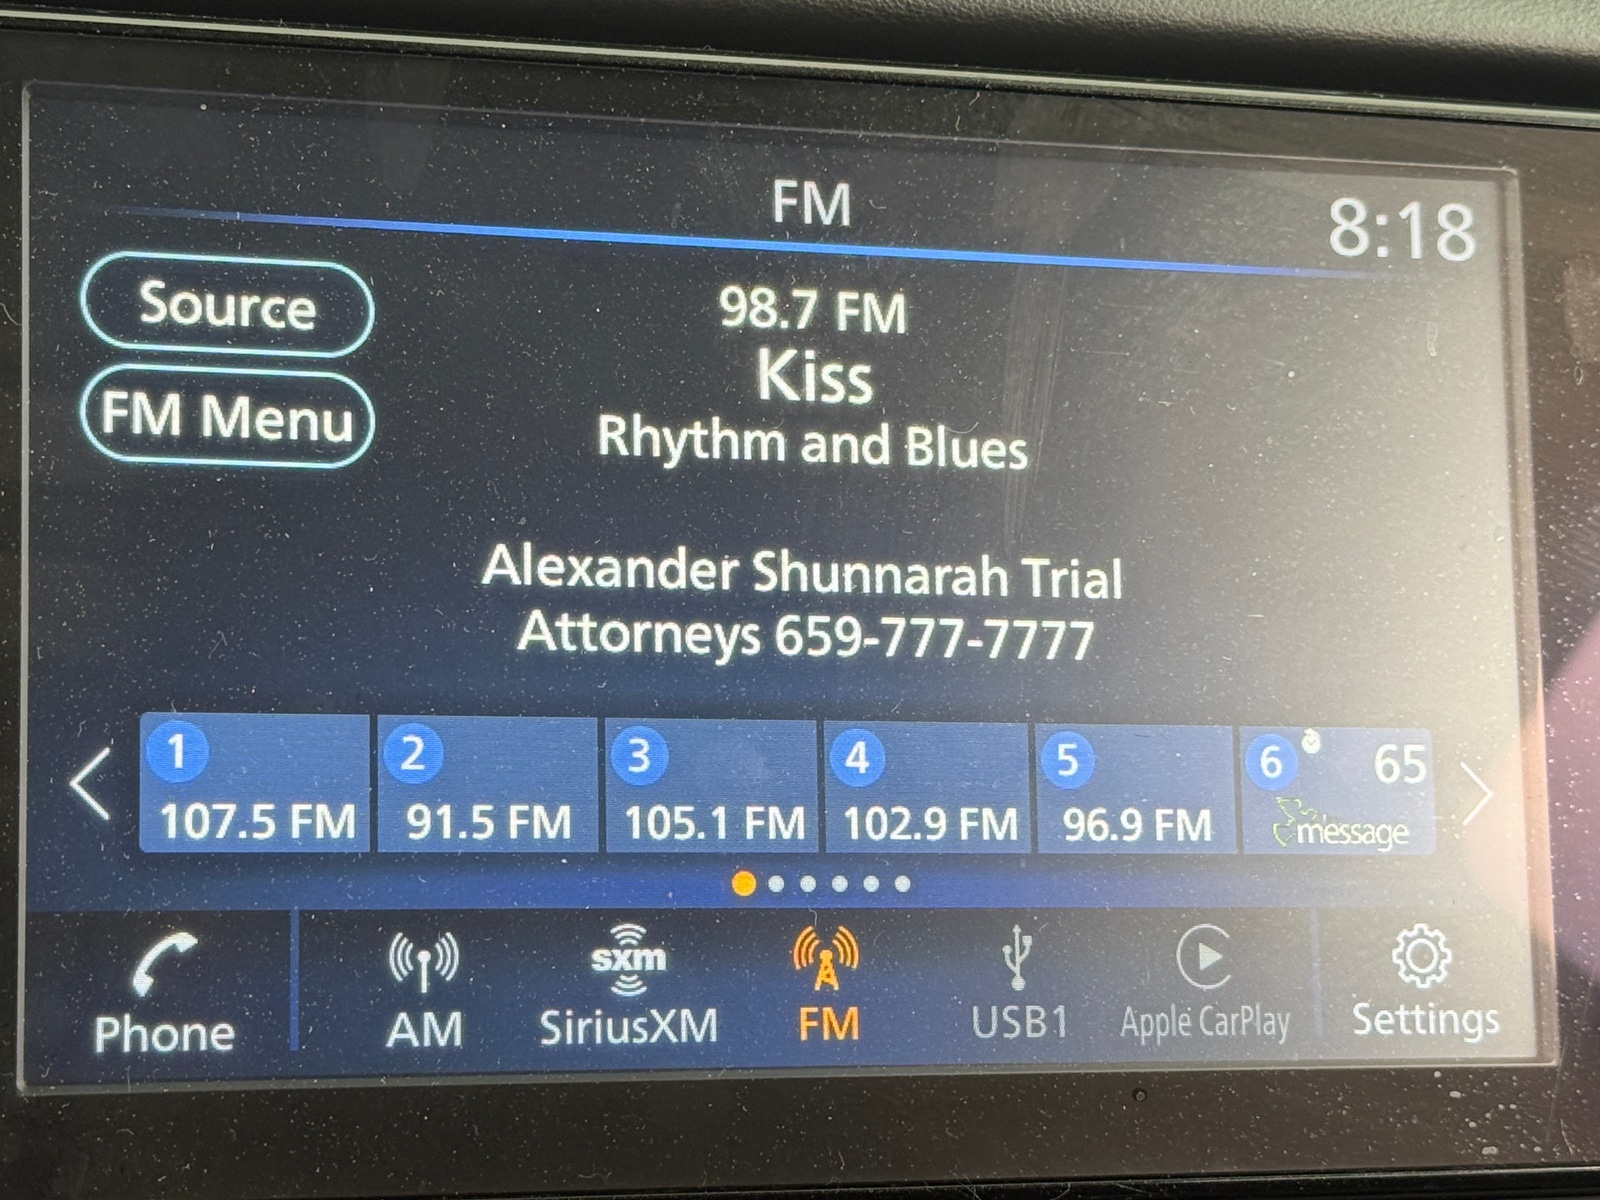 FM
8:18
Source
FM Menu
98.7 FM
Kiss
Rhythm and Blues
Alexander Shunnarah Trial
Attorneys 659-777-7777
1
107.5 FM
2
91.5 FM
3
105.1 FM
4
102.9 FM
5
96.9 FM
6
65
message
Phone
AM
sxm
SiriusXM
FM
USB1
Apple CarPlay
Settings